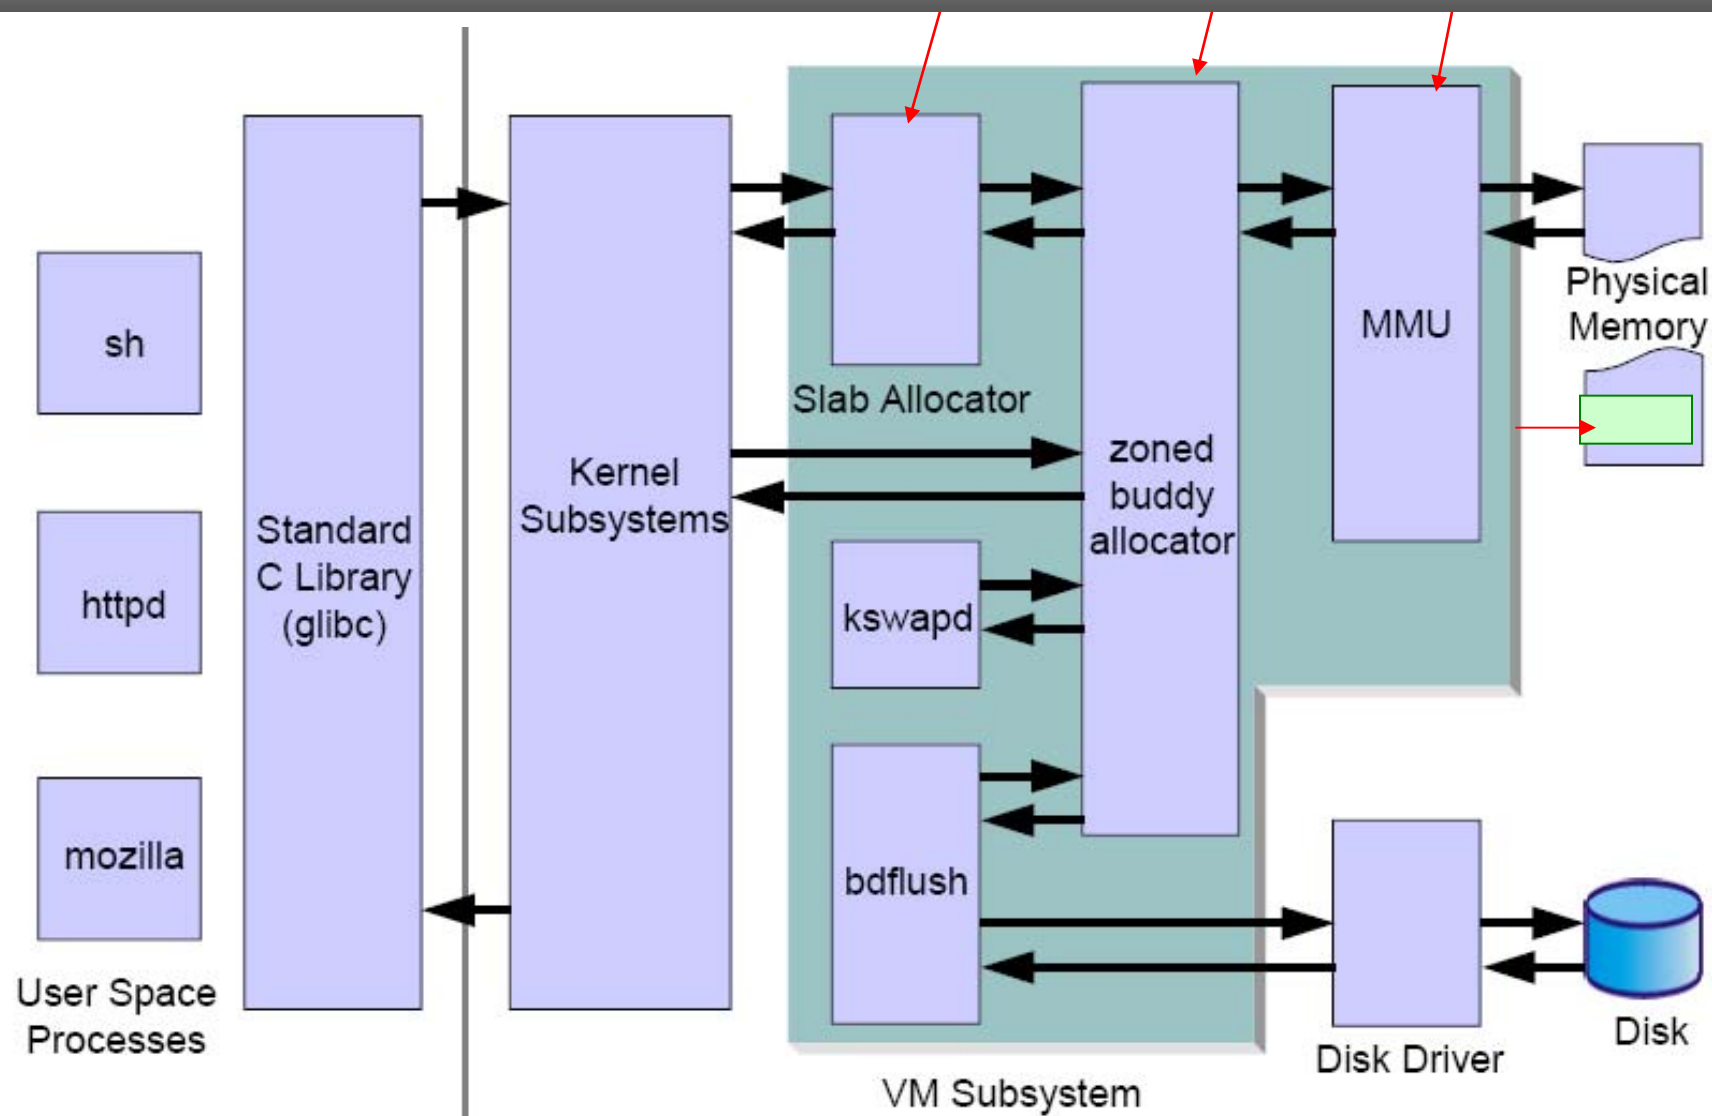 sh
httpd
mozilla
User Space
Processes
Standard
C Library
(glibc)
Kernel
Subsystems
Slab Allocator
kswapd
bdflush
zoned
buddy
allocator
MMU
Physical
Memory
Disk Driver
Disk
VM Subsystem